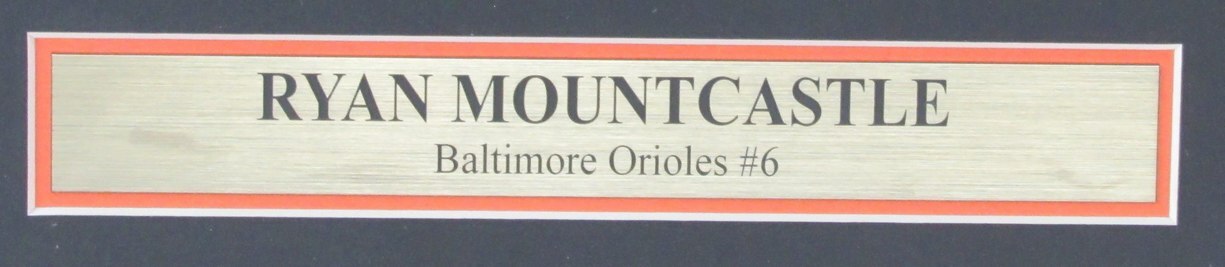 RYAN MOUNTCASTLE
Baltimore Orioles #6